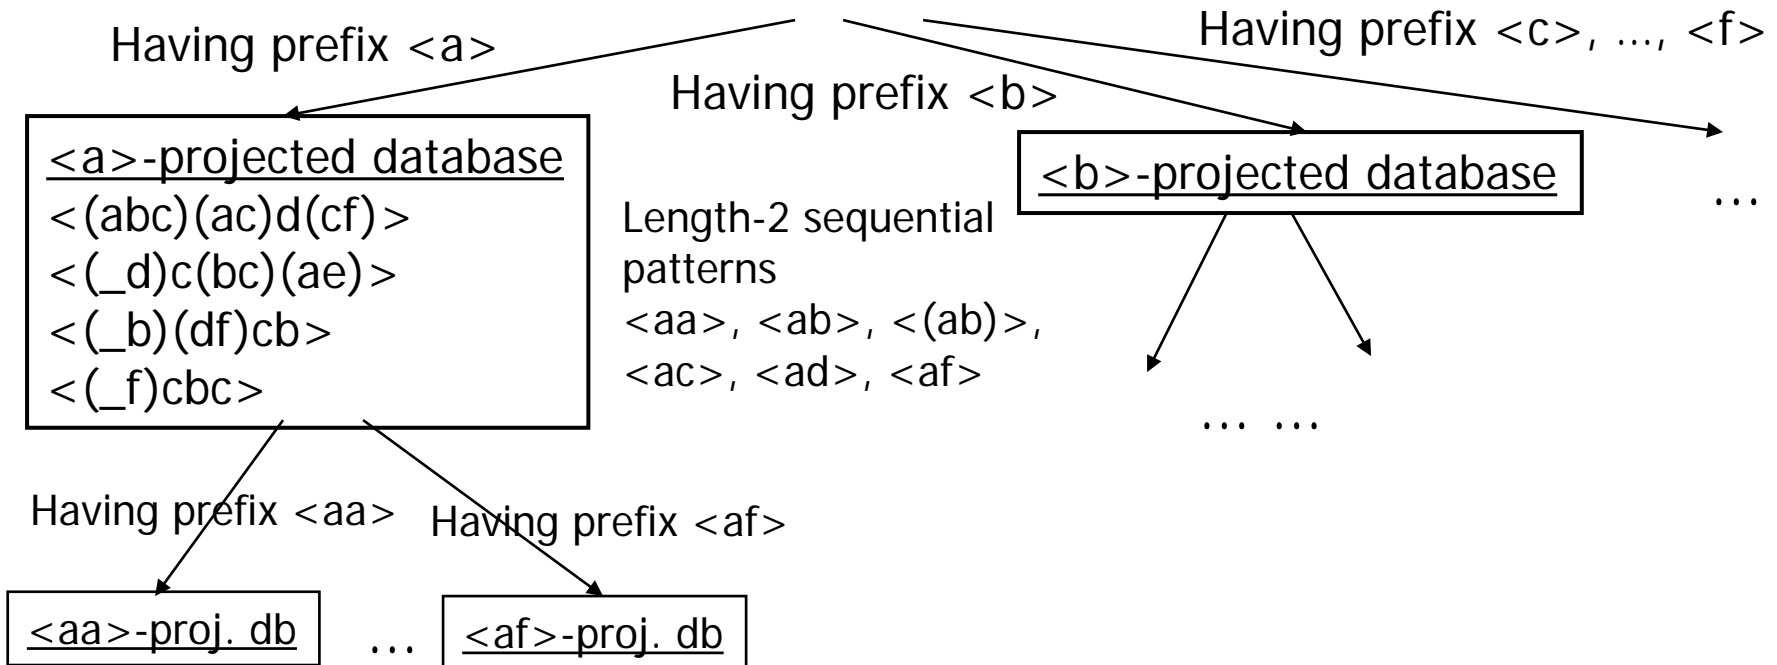 Having prefix <a>
Having prefix <c>, …, <f>
Having prefix <b>
<a>-projected database
<(abc)(ac)d(cf)>
<(_d)c(bc)(ae)>
<(_b)(df)cb>
<(_f)cbc>
Length-2 sequential
patterns
<aa>, <ab>, <(ab)>,
<ac>, <ad>, <af>
<b>-projected database
…
… …
Having prefix <aa>
Having prefix <af>
<aa>-proj. db
…
<af>-proj. db